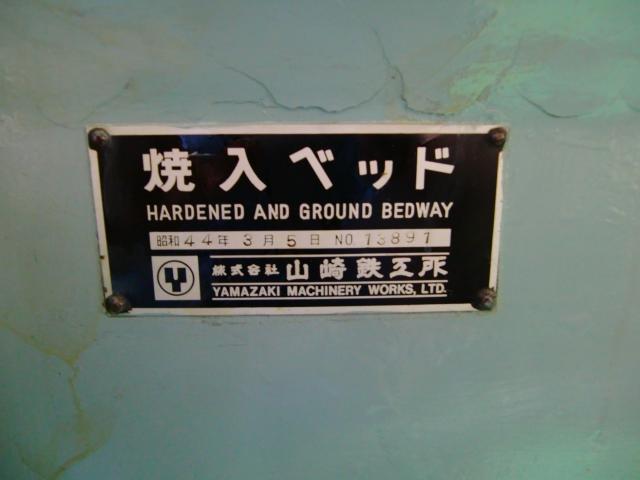 焼入ベッド
HARDENED AND GROUND BEDWAY
昭和44年3月5日 NO.13891
Y 株式会社 山崎鉄工所
YAMAZAKI MACHINERY WORKS, LTD.